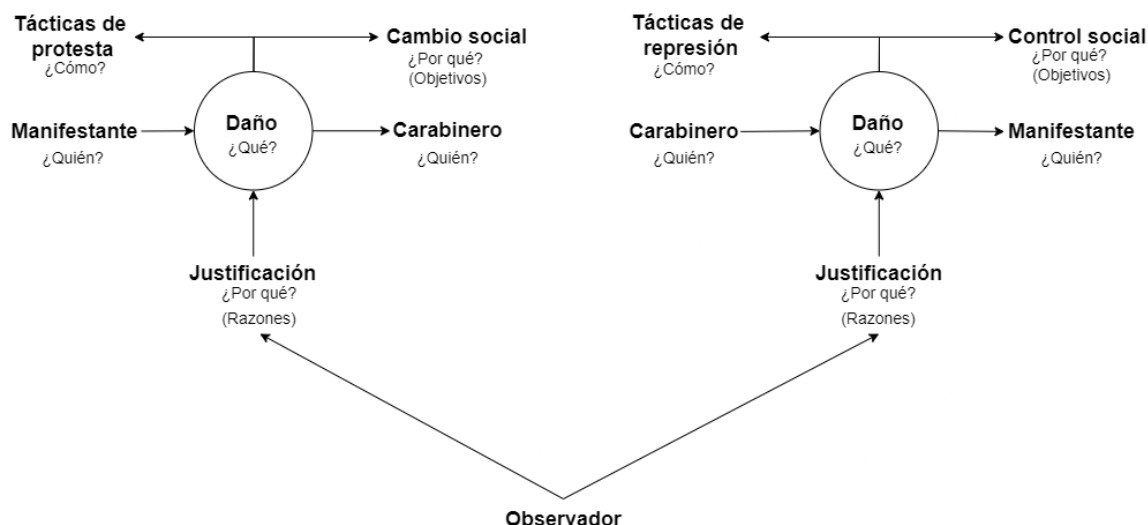 Tácticas de
protesta
¿Cómo?
Cambio social
¿Por qué?
(Objetivos)
Manifestante
¿Quién?
Daño
¿Qué?
Carabinero
¿Quién?
Justificación
¿Por qué?
(Razones)
Tácticas de
represión
¿Cómo?
Control social
¿Por qué?
(Objetivos)
Carabinero
¿Quién?
Daño
¿Qué?
Manifestante
¿Quién?
Justificación
¿Por qué?
(Razones)
Observador